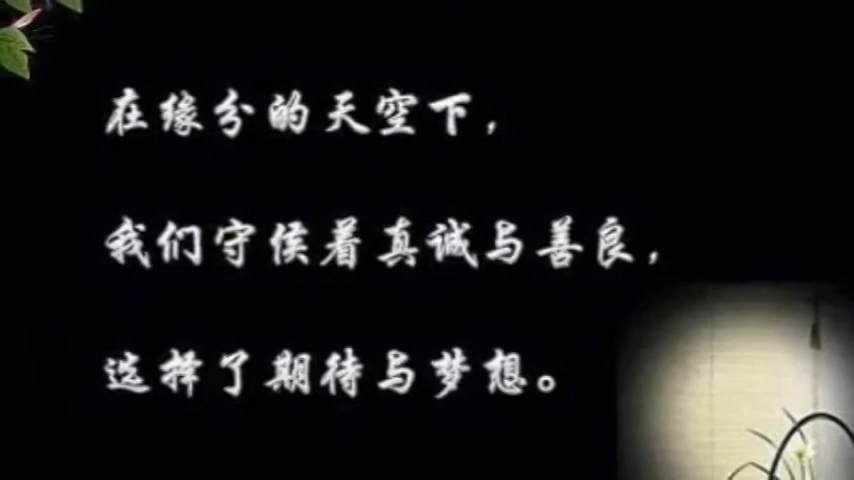 在缘分的天空下，
我们守侯着真诚与善良，
选择了期待与梦想。